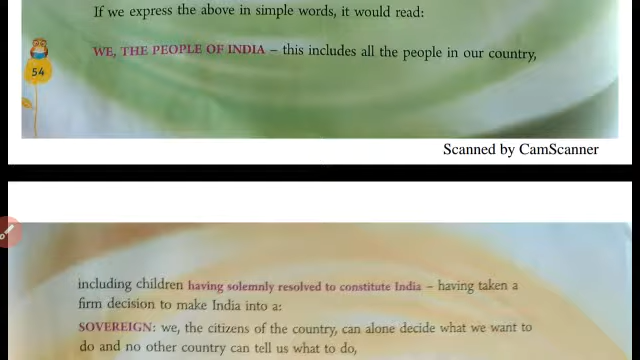 If we express the above in simple words, it would read:
WE, THE PEOPLE OF INDIA – this includes all the people in our country,
54
Scanned by CamScanner
including children having solemnly resolved to constitute India – having taken a
firm decision to make India into a:
SOVEREIGN: we, the citizens of the country, can alone decide what we want to
do and no other country can tell us what to do,